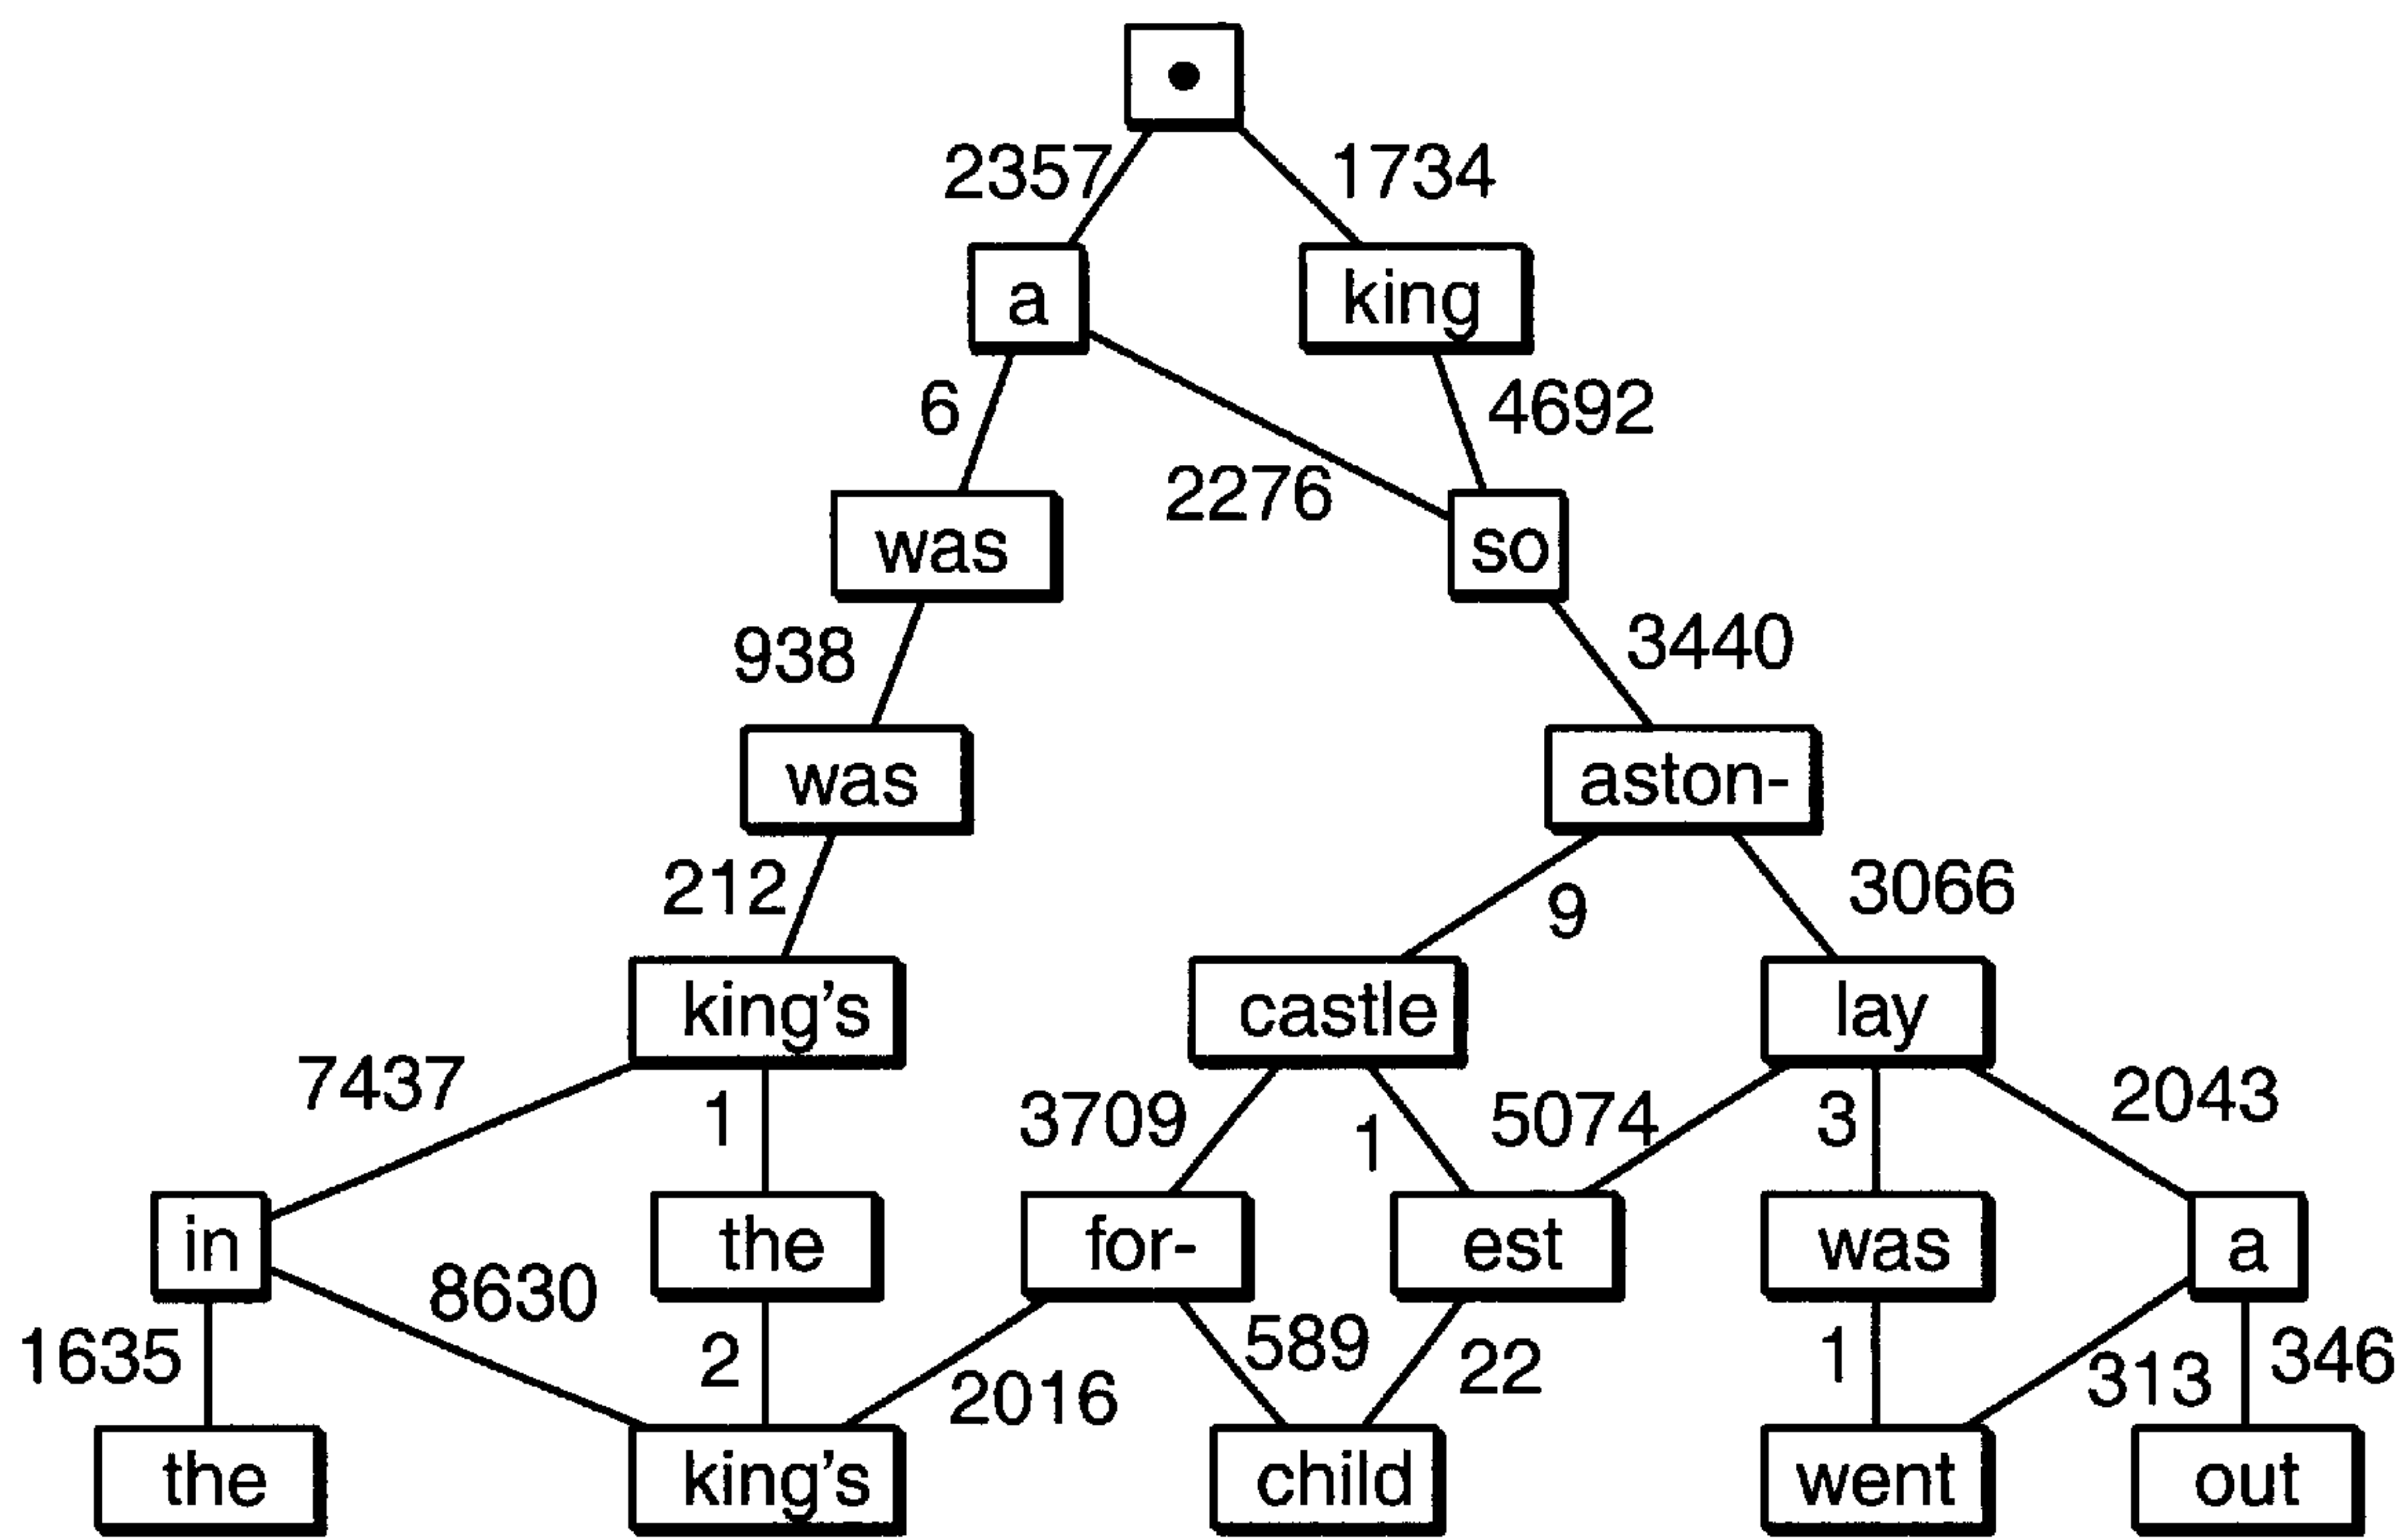 2357 1734
a king
6 2276 4692
was so
938 3440
was aston-
212 9 3066
king's castle lay
7437 1 3709 1 5074 3 2043
in the for- est was a
1635 8630 2 2016 589 22 1 313 346
the king's child went out